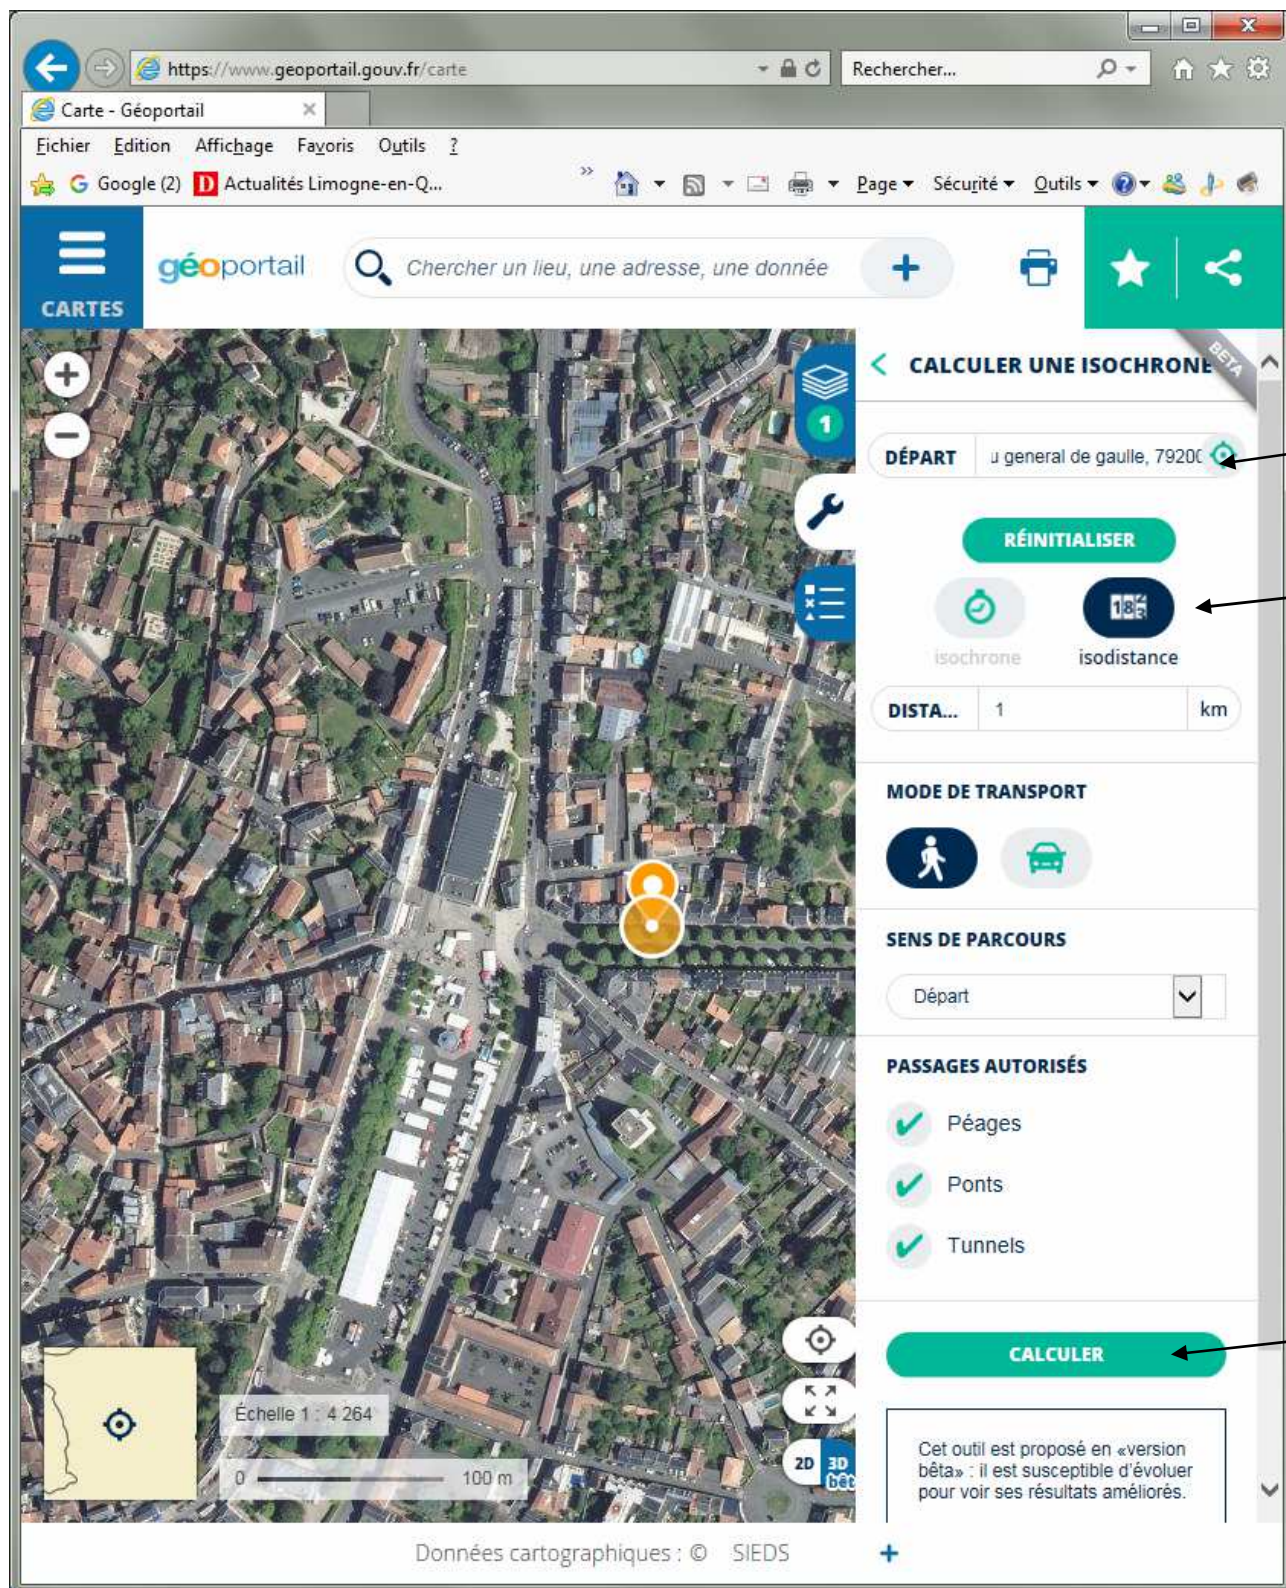 https://www.geoportail.gouv.fr/carte
Rechercher...
Carte - Géoportail
Fichier Edition Affichage Favoris Outils ?
Google (2) D Actualités Limogne-en-Q... » Page Sécurité Outils
CARTES
géoportail
Chercher un lieu, une adresse, une donnée
+
BETA
CALCULER UNE ISOCHRONE
1
DÉPART u general de gaulle, 79200
RÉINITIALISER
isochrone isodistance
DISTA... 1 km
MODE DE TRANSPORT
SENS DE PARCOURS
Départ
PASSAGES AUTORISÉS
Péages
Ponts
Tunnels
CALCULER
Échelle 1 : 4 264
0 100 m
2D 3D
bêt
Cet outil est proposé en «version
bêta» : il est susceptible d'évoluer
pour voir ses résultats améliorés.
Données cartographiques : © SIEDS +